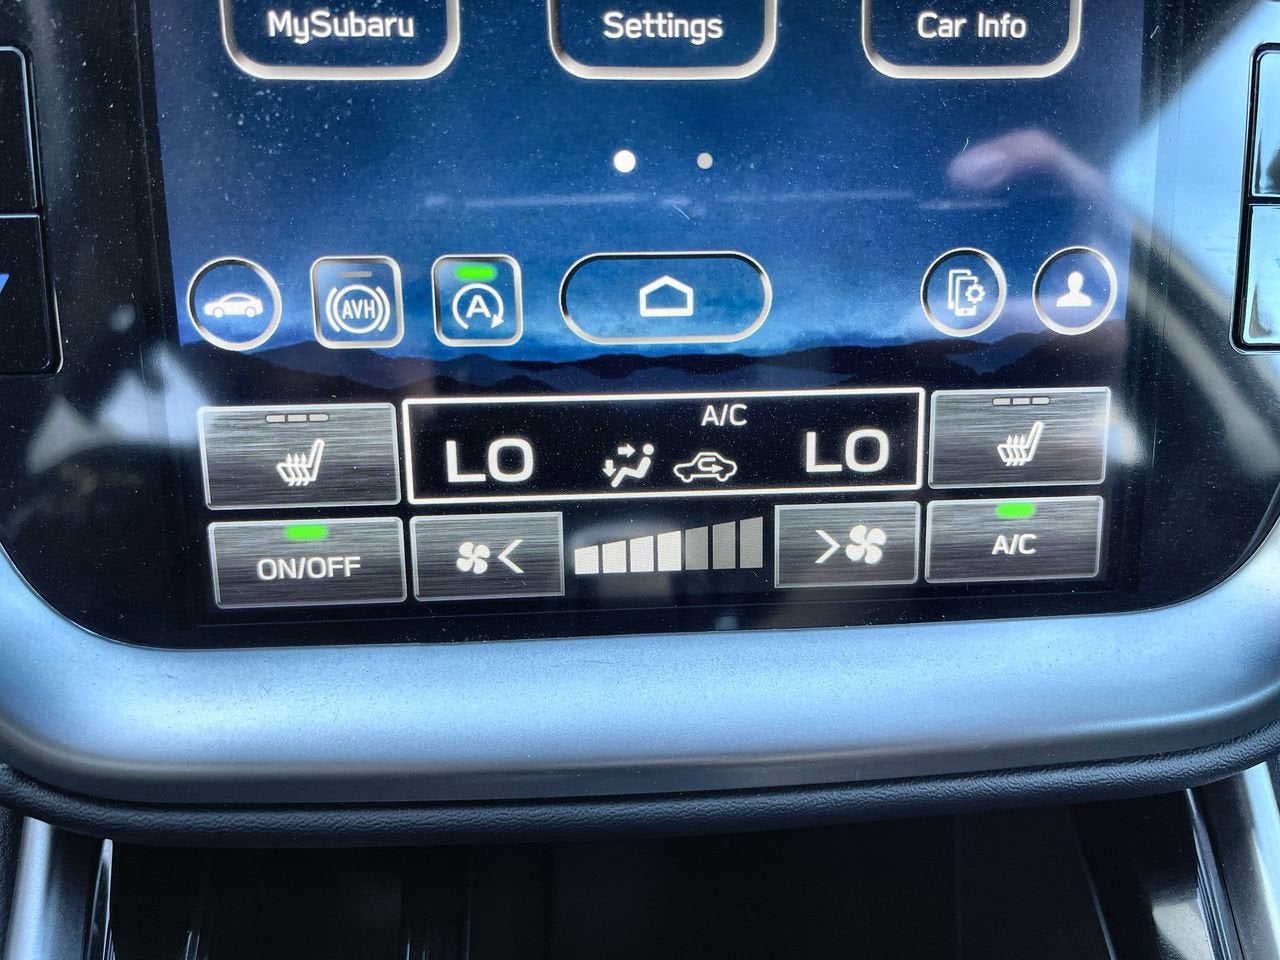 MySubaru Settings Car Info
AVH A
A/C
LO LO
ON/OFF A/C